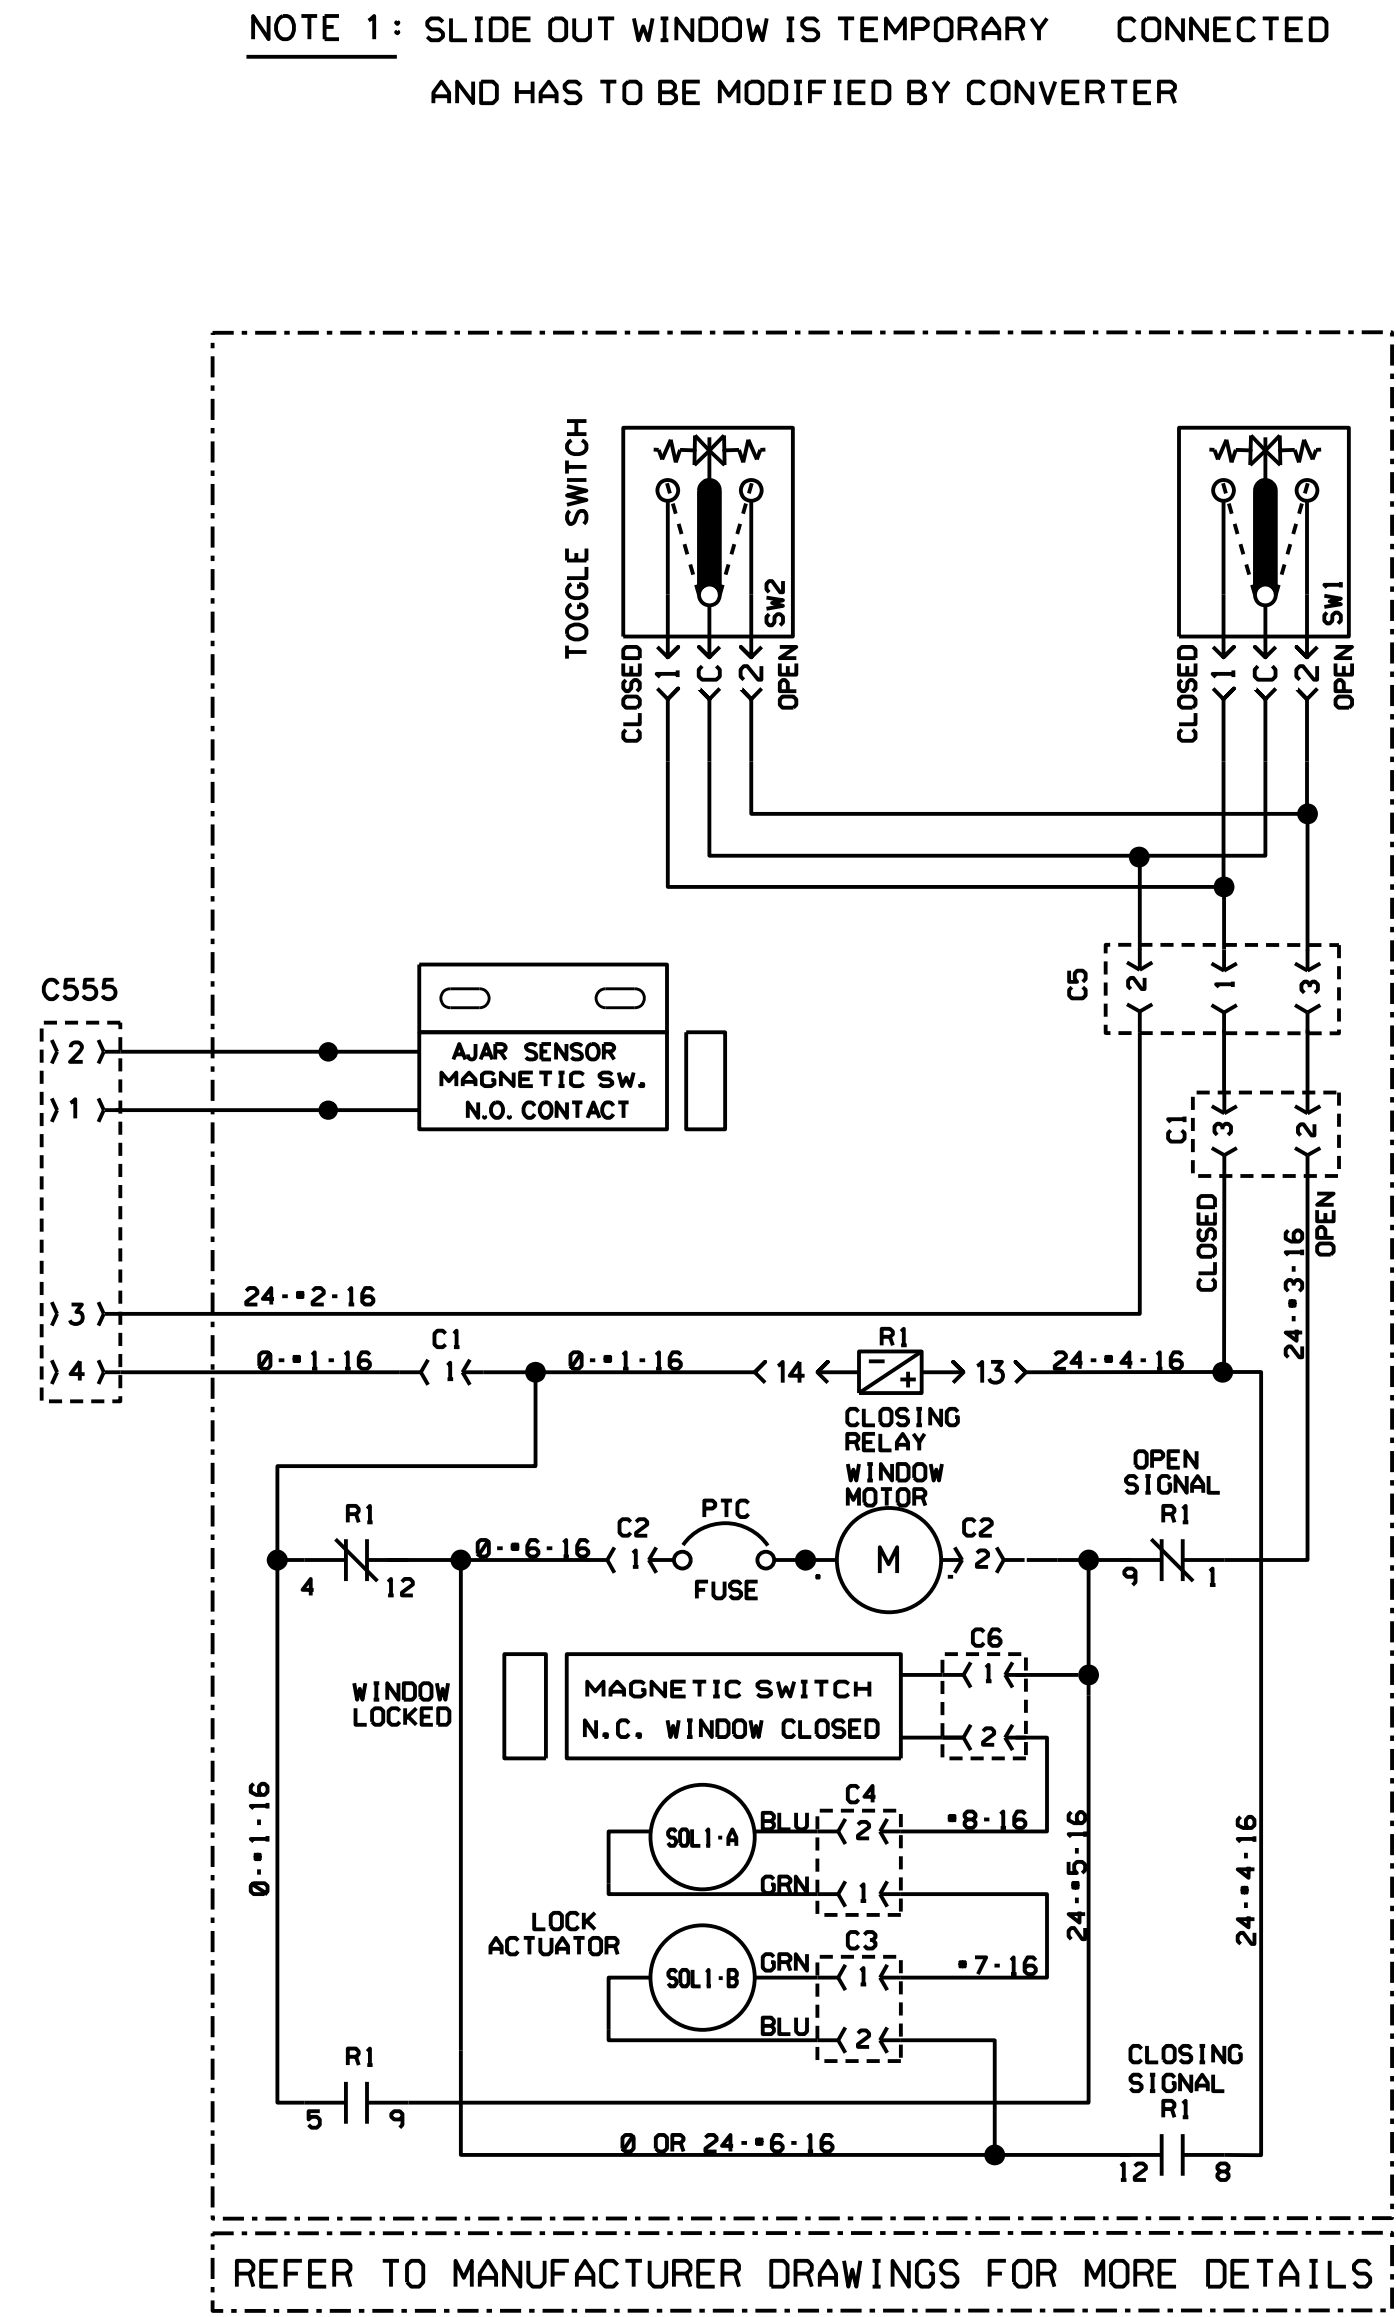 NOTE 1: SLIDE OUT WINDOW IS TEMPORARY CONNECTED
AND HAS TO BE MODIFIED BY CONVERTER
TOGGLE SWITCH
SW2
SW1
CLOSED 1 C 2 OPEN
CLOSED 1 C 2 OPEN
C5
2 1 3
C555
2
1
3
4
AJAR SENSOR
MAGNETIC SW.
N.O. CONTACT
C1
3 2
CLOSED
OPEN
24-*3-16
24-*2-16
0-*1-16
C1
1
0-*1-16
14
R1
- +
13
24-*4-16
CLOSING
RELAY
WINDOW
MOTOR
OPEN
SIGNAL
R1
4 12
0-*6-16
C2
1
PTC
FUSE
M
C2
2
R1
9 1
WINDOW
LOCKED
MAGNETIC SWITCH
N.C. WINDOW CLOSED
C6
1
2
0-*1-16
SOL1-A
BLU
GRN
C4
2
1
*8-16
24-*5-16
24-*4-16
LOCK
ACTUATOR
SOL1-B
GRN
BLU
C3
1
2
*7-16
R1
5 9
CLOSING
SIGNAL
R1
12 8
0 OR 24-*6-16
REFER TO MANUFACTURER DRAWINGS FOR MORE DETAILS